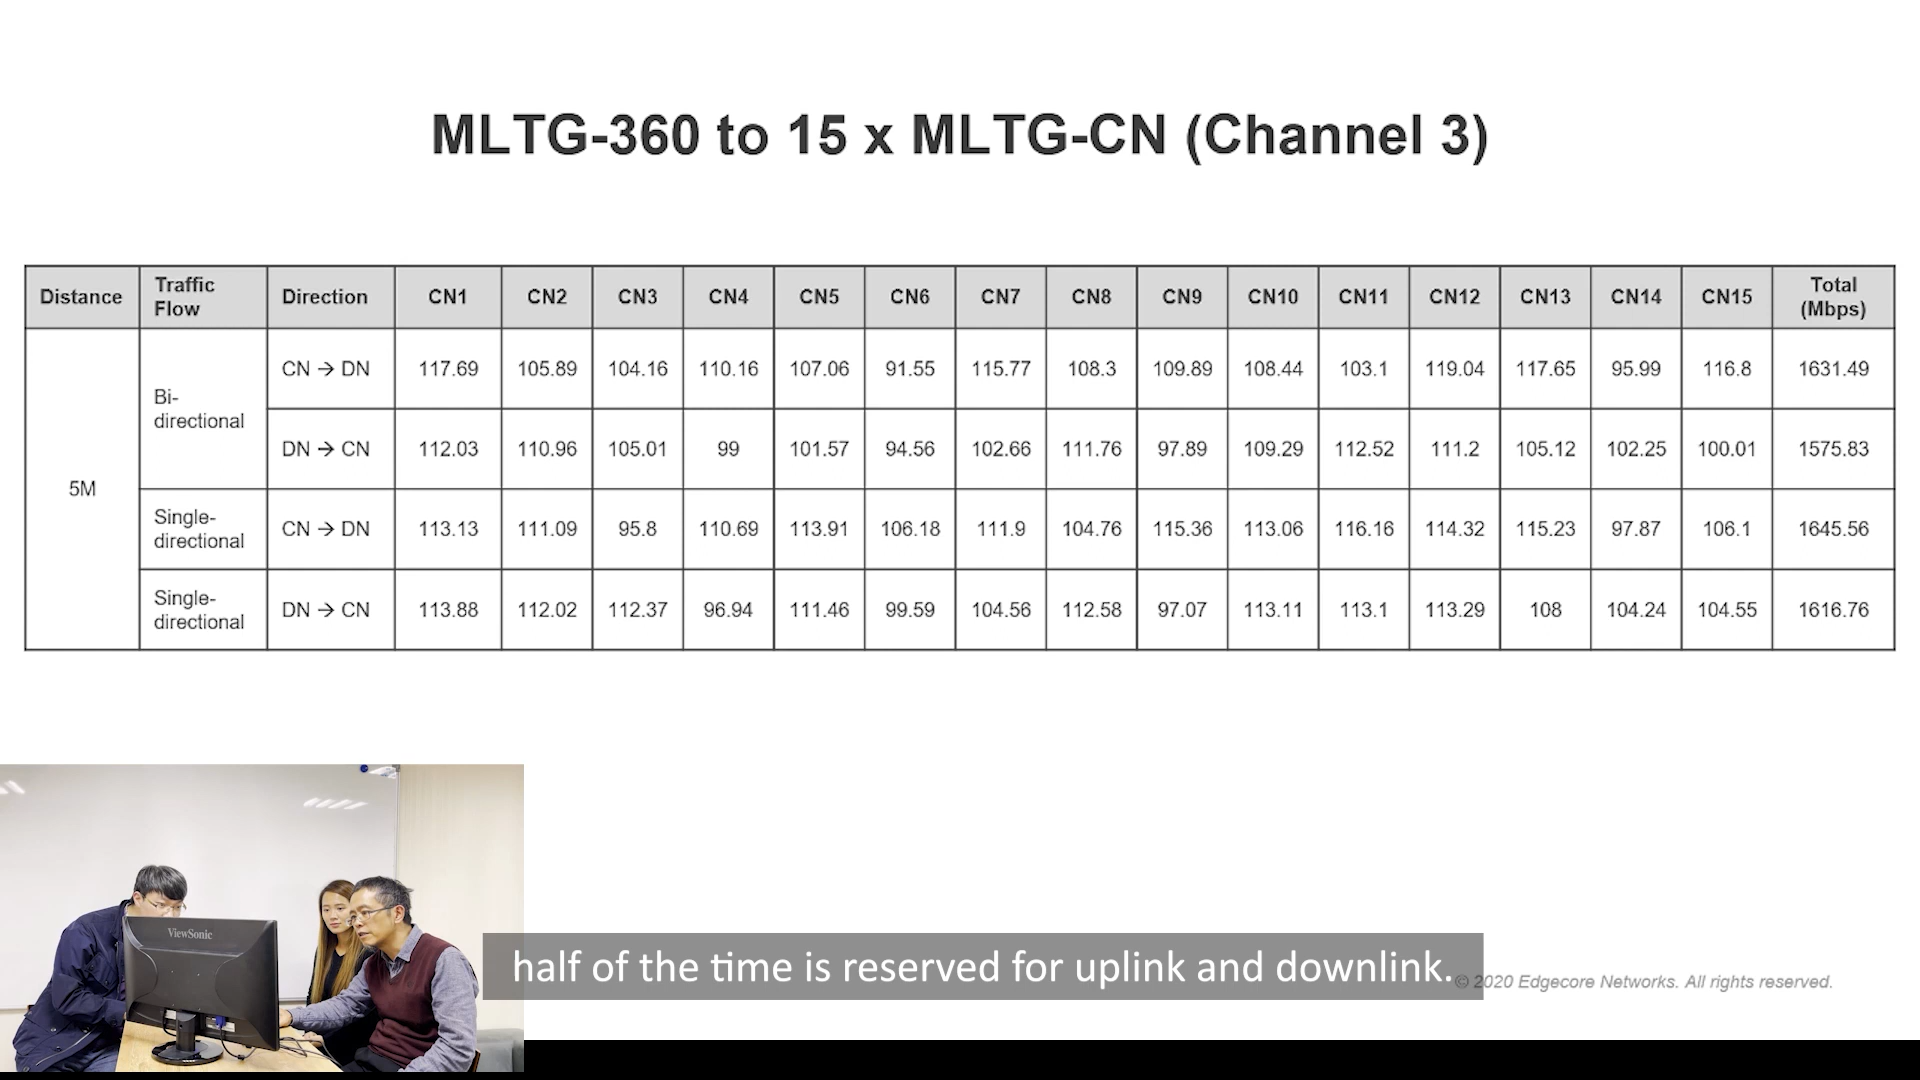 MLTG-360 to 15 x MLTG-CN (Channel 3)
Distance Traffic Flow Direction CN1 CN2 CN3 CN4 CN5 CN6 CN7 CN8 CN9 CN10 CN11 CN12 CN13 CN14 CN15 Total (Mbps)
5M
Bi-directional CN → DN 117.69 105.89 104.16 110.16 107.06 91.55 115.77 108.3 109.89 108.44 103.1 119.04 117.65 95.99 116.8 1631.49
DN → CN 112.03 110.96 105.01 99 101.57 94.56 102.66 111.76 97.89 109.29 112.52 111.2 105.12 102.25 100.01 1575.83
Single-directional CN → DN 113.13 111.09 95.8 110.69 113.91 106.18 111.9 104.76 115.36 113.06 116.16 114.32 115.23 97.87 106.1 1645.56
Single-directional DN → CN 113.88 112.02 112.37 96.94 111.46 99.59 104.56 112.58 97.07 113.11 113.1 113.29 108 104.24 104.55 1616.76
ViewSonic
half of the time is reserved for uplink and downlink.
© 2020 Edgecore Networks. All rights reserved.